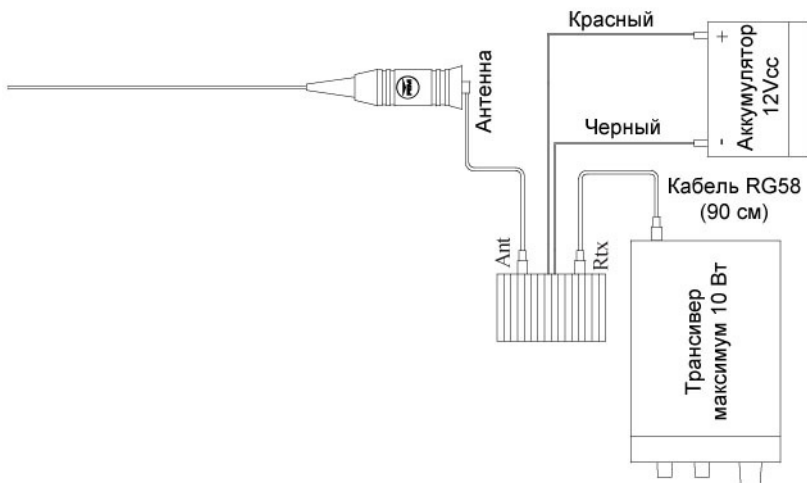 Красный
+
Аккумулятор
12Vcc
-
Черный
Антенна
Кабель RG58
(90 см)
Ant
Rtx
Трансивер
максимум 10 Вт